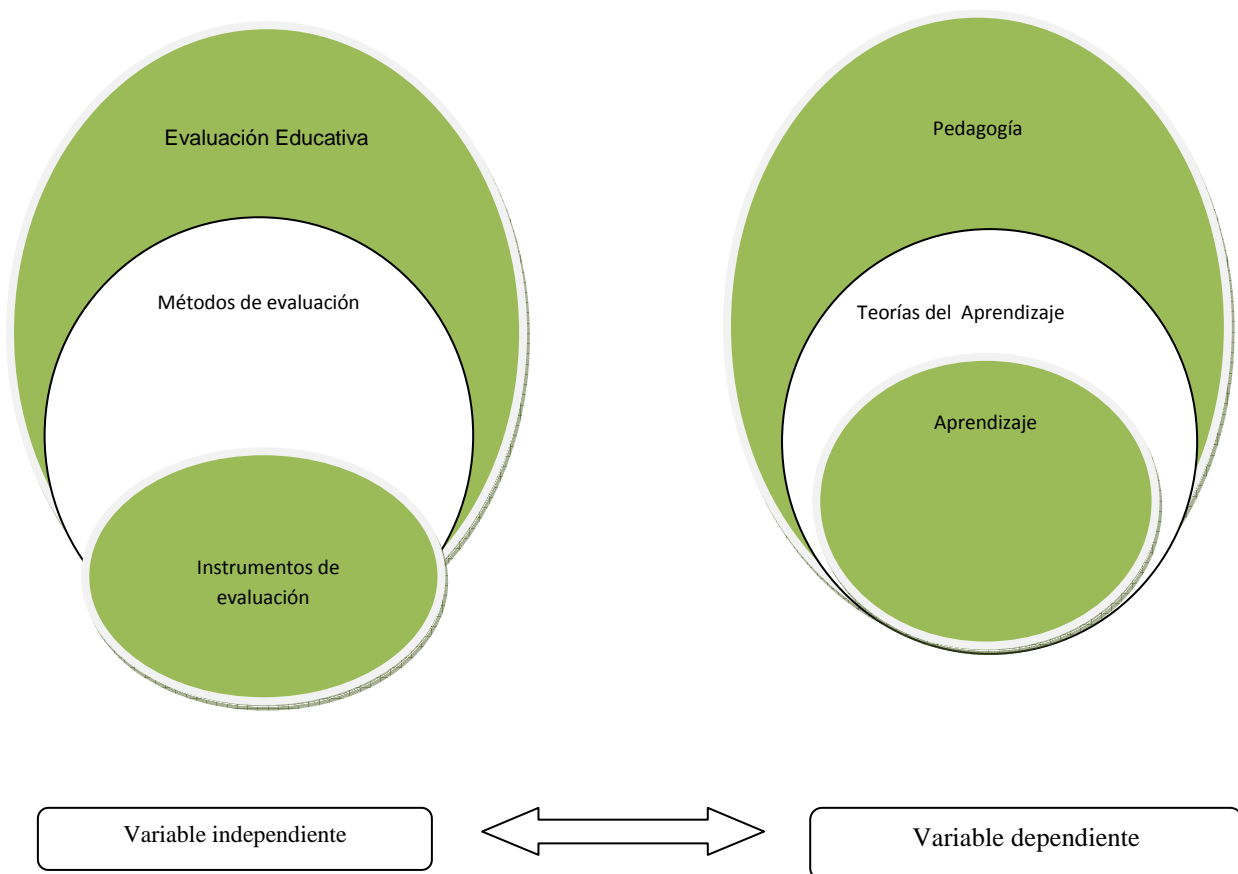 Evaluación Educativa
Métodos de evaluación
Instrumentos de
evaluación
Pedagogía
Teorías del Aprendizaje
Aprendizaje
Variable independiente
Variable dependiente